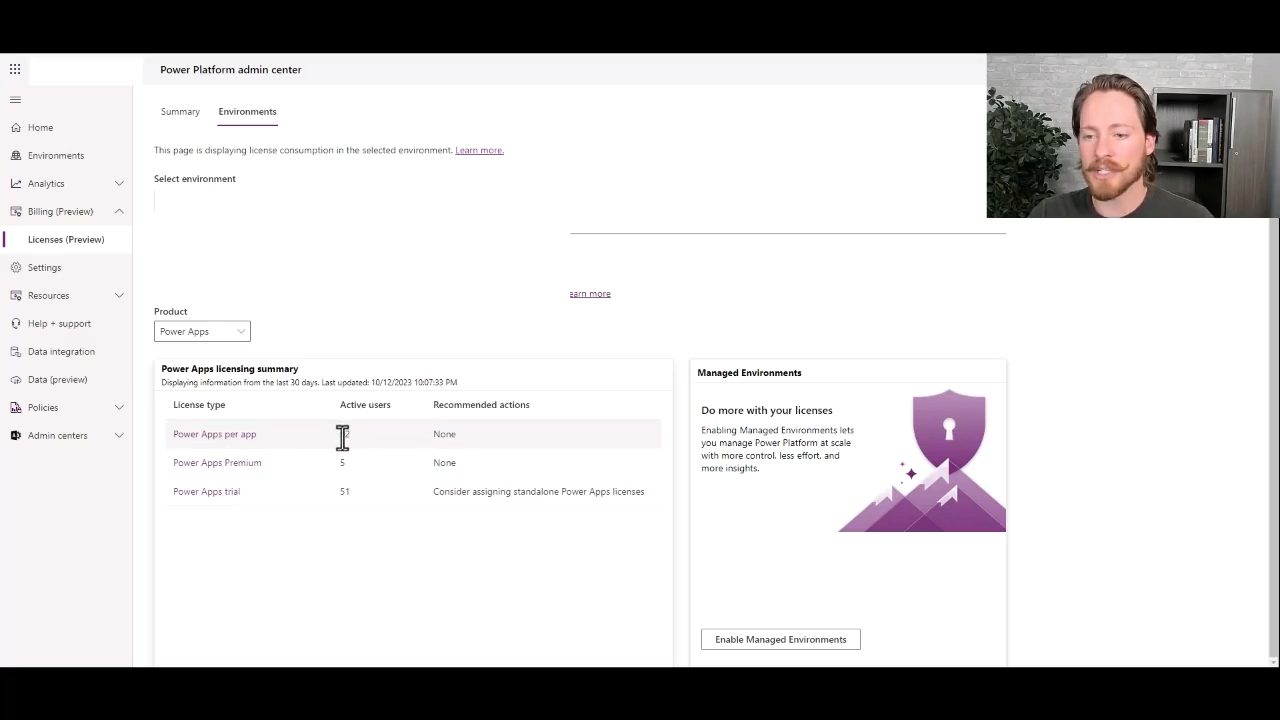 Power Platform admin center
Summary
Environments
This page is displaying license consumption in the selected environment. Learn more.
Select environment
earn more
Product
Power Apps
Power Apps licensing summary
Displaying information from the last 30 days. Last updated: 10/12/2023 10:07:33 PM
License type Active users Recommended actions
Power Apps per app None
Power Apps Premium 5 None
Power Apps trial 51 Consider assigning standalone Power Apps licenses
Managed Environments
Do more with your licenses
Enabling Managed Environments lets
you manage Power Platform at scale
with more control, less effort, and
more insights.
Enable Managed Environments
Home
Environments
Analytics
Billing (Preview)
Licenses (Preview)
Settings
Resources
Help + support
Data integration
Data (preview)
Policies
Admin centers